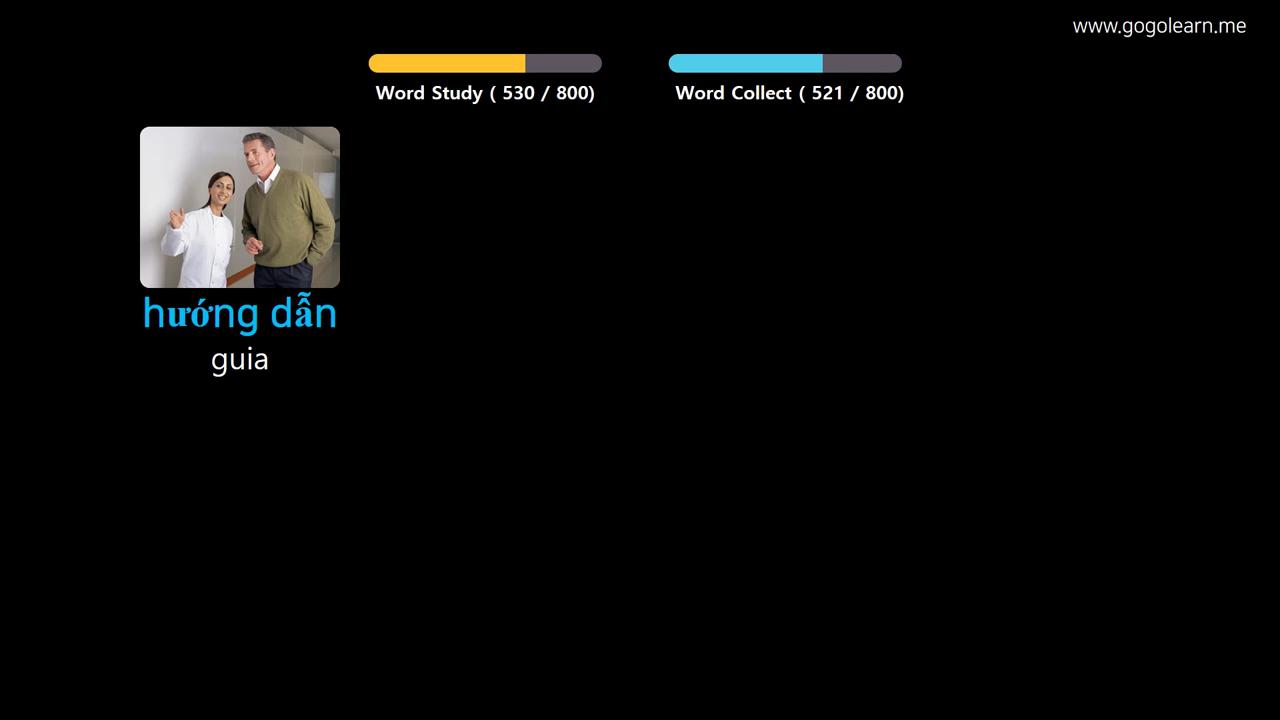 www.gogolearn.me
Word Study ( 530 / 800)
Word Collect ( 521 / 800)
hướng dẫn
guia